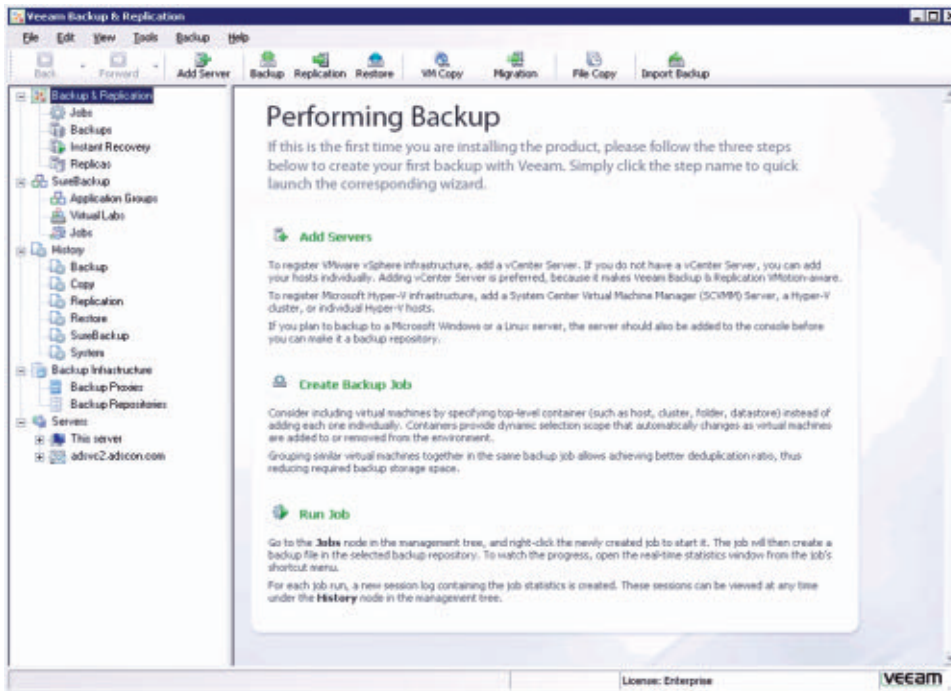 Veeam Backup & Replication
File Edit View Tools Backup Help
Back Forward Add Server Backup Replication Restore VM Copy Migration File Copy Import Backup
Backup & Replication
Jobs
Backups
Instant Recovery
Replicas
SureBackup
Application Groups
Virtual Labs
Jobs
History
Backup
Copy
Replication
Restore
SureBackup
System
Backup Infrastructure
Backup Proxies
Backup Repositories
Servers
This server
adsvc2.adscon.com
Performing Backup
If this is the first time you are installing the product, please follow the three steps
below to create your first backup with Veeam. Simply click the step name to quick
launch the corresponding wizard.
Add Servers
To register VMware vSphere infrastructure, add a vCenter Server. If you do not have a vCenter Server, you can add
your hosts individually. Adding vCenter Server is preferred, because it makes Veeam Backup & Replication VMotion-aware.
To register Microsoft Hyper-V infrastructure, add a System Center Virtual Machine Manager (SCVMM) Server, a Hyper-V
cluster, or individual Hyper-V hosts.
If you plan to backup to a Microsoft Windows or a Linux server, the server should also be added to the console before
you can make it a backup repository.
Create Backup Job
Consider including virtual machines by specifying top-level container (such as host, cluster, folder, datastore) instead of
adding each one individually. Containers provide dynamic selection scope that automatically changes as virtual machines
are added to or removed from the environment.
Grouping similar virtual machines together in the same backup job allows achieving better deduplication ratio, thus
reducing required backup storage space.
Run Job
Go to the Jobs node in the management tree, and right-click the newly created job to start it. The job will then create a
backup file in the selected backup repository. To watch the progress, open the real-time statistics window from the job's
shortcut menu.
For each job run, a new session log containing the job statistics is created. These sessions can be viewed at any time
under the History node in the management tree.
License: Enterprise
veeam